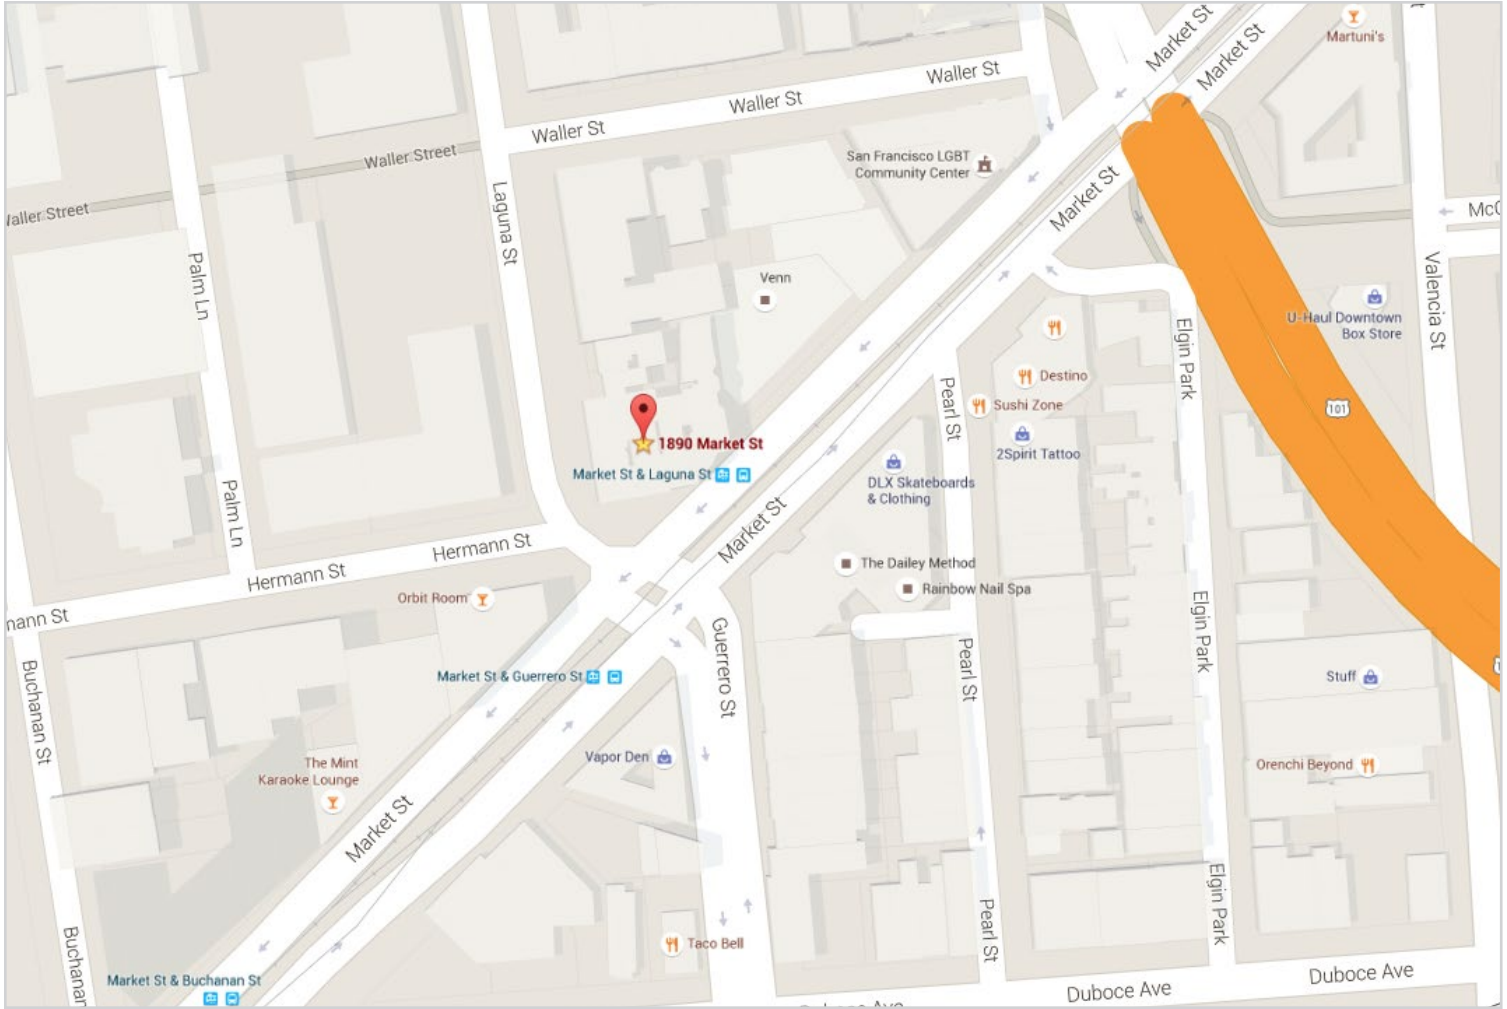 Market St
Market St
Martuni's
Waller St
Waller St
Waller St
Waller Street
San Francisco LGBT
Community Center
Market St
McC
Waller Street
Laguna St
Palm Ln
Venn
Valencia St
U-Haul Downtown
Box Store
Elgin Park
Destino
Sushi Zone
Pearl St
101
1890 Market St
2Spirit Tattoo
Market St & Laguna St
DLX Skateboards
& Clothing
Palm Ln
Market St
Hermann St
Hermann St
The Dailey Method
Rainbow Nail Spa
Orbit Room
mann St
Elgin Park
Guerrero St
Pearl St
Market St & Guerrero St
Stuff
Buchanan St
Vapor Den
The Mint
Karaoke Lounge
Orenchi Beyond
Market St
Elgin Park
Pearl St
Taco Bell
Buchanan
Market St & Buchanan St
Duboce Ave
Duboce Ave
Duboce Ave